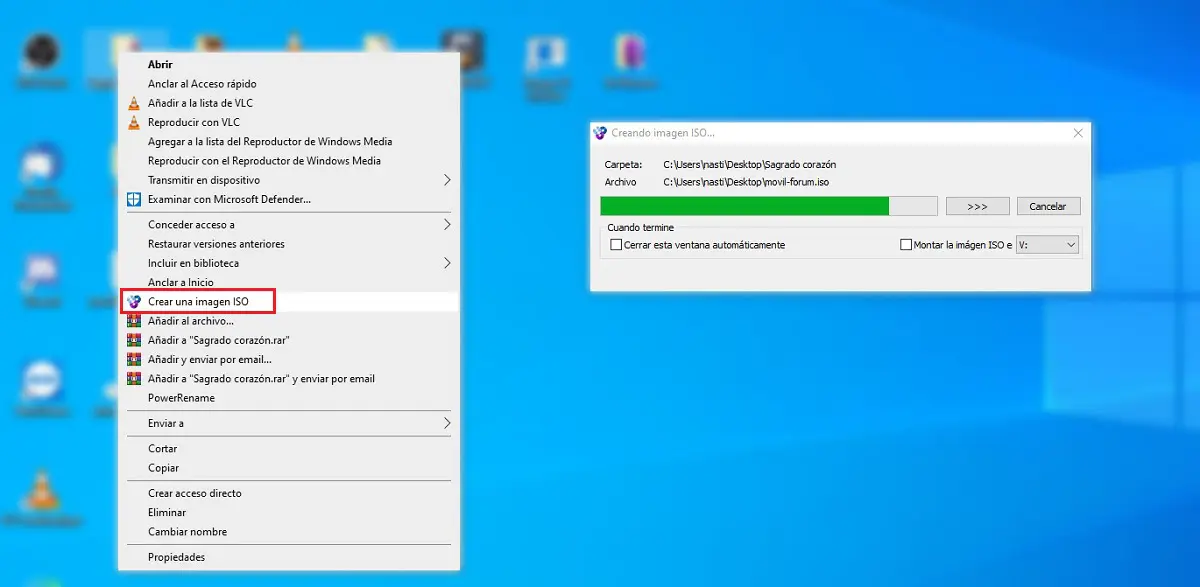 Abrir
Anclar al Acceso rápido
Añadir a la lista de VLC
Reproducir con VLC
Agregar a la lista del Reproductor de Windows Media
Reproducir con el Reproductor de Windows Media
Transmitir en dispositivo
Examinar con Microsoft Defender...
Conceder acceso a
Restaurar versiones anteriores
Incluir en biblioteca
Anclar a Inicio
Crear una imagen ISO
Añadir al archivo...
Añadir a "Sagrado corazón.rar"
Añadir y enviar por email...
Añadir a "Sagrado corazón.rar" y enviar por email
PowerRename
Enviar a
Cortar
Copiar
Crear acceso directo
Eliminar
Cambiar nombre
Propiedades
Creando imagen ISO...
Carpeta: C:\Users\nasti\Desktop\Sagrado corazón
Archivo C:\Users\nasti\Desktop\movil-forum.iso
>>> Cancelar
Cuando termine
Cerrar esta ventana automáticamente Montar la imágen ISO e V: